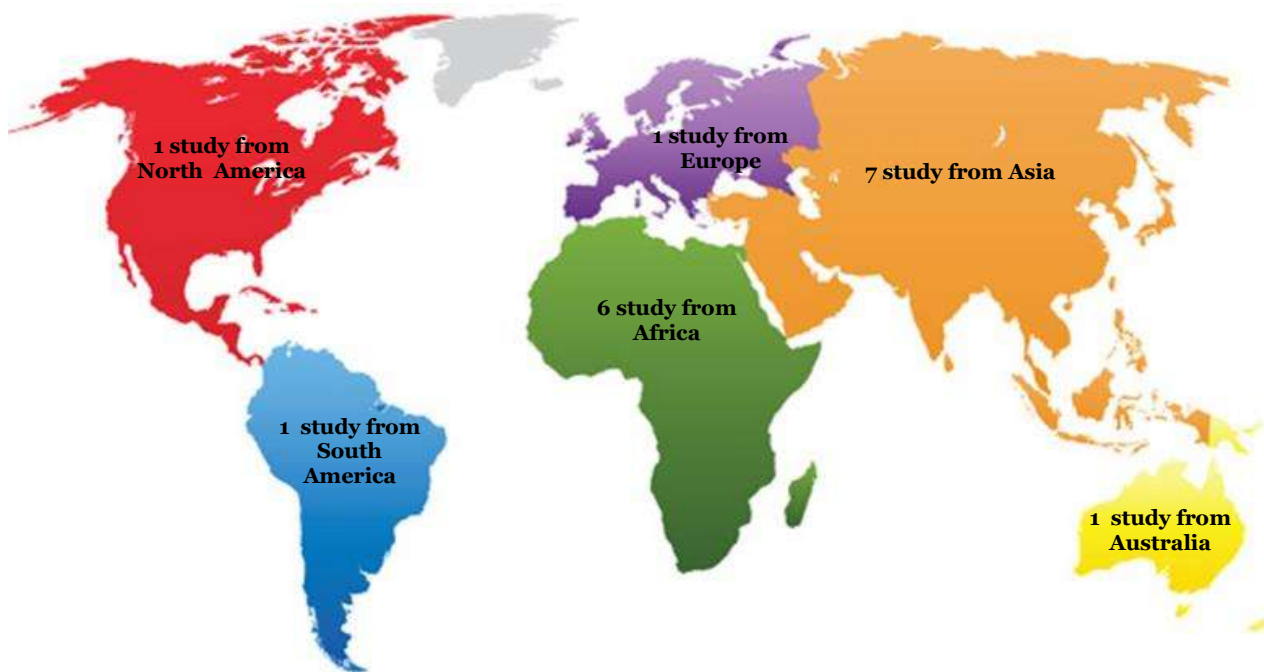 1 study from
North America
1 study from
Europe
7 study from Asia
6 study from
Africa
1 study from
South
America
1 study from
Australia